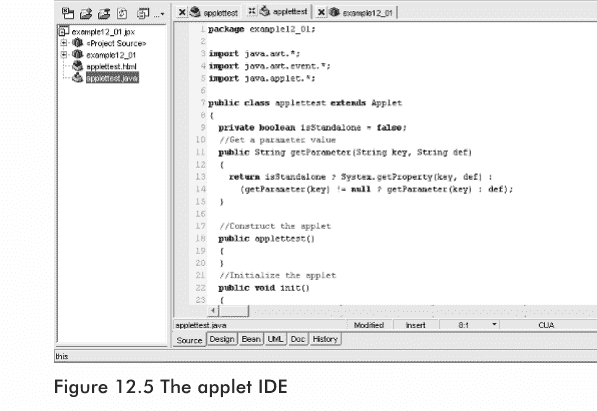 applettest applettest example12_01
example12_01.jpx
<Project Source>
example12_01
applettest.html
applettest.java
1 package example12_01;
2
3 import java.awt.*;
4 import java.awt.event.*;
5 import java.applet.*;
6
7 public class applettest extends Applet
8 {
9 private boolean isStandalone = false;
10 //Get a parameter value
11 public String getParameter(String key, String def)
12 {
13 return isStandalone ? System.getProperty(key, def) :
14 (getParameter(key) != null ? getParameter(key) : def);
15 }
16
17 //Construct the applet
18 public applettest()
19 {
20 }
21 //Initialize the applet
22 public void init()
23 {
applettest.java Modified Insert 8:1 CUA
Source Design Bean UML Doc History
this
Figure 12.5 The applet IDE